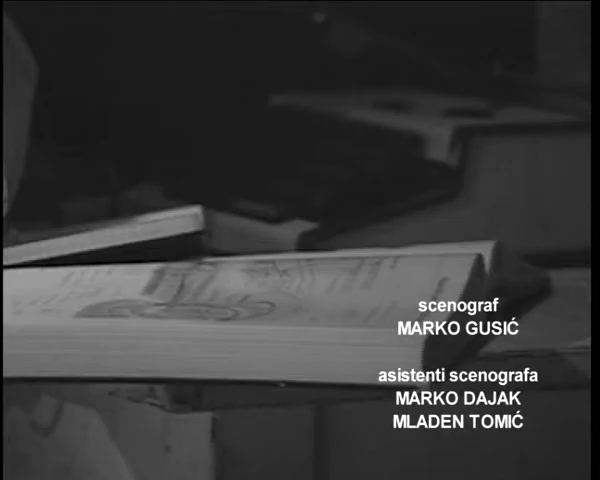 scenograf
MARKO GUSIĆ
asistenti scenografa
MARKO DAJAK
MLADEN TOMIĆ